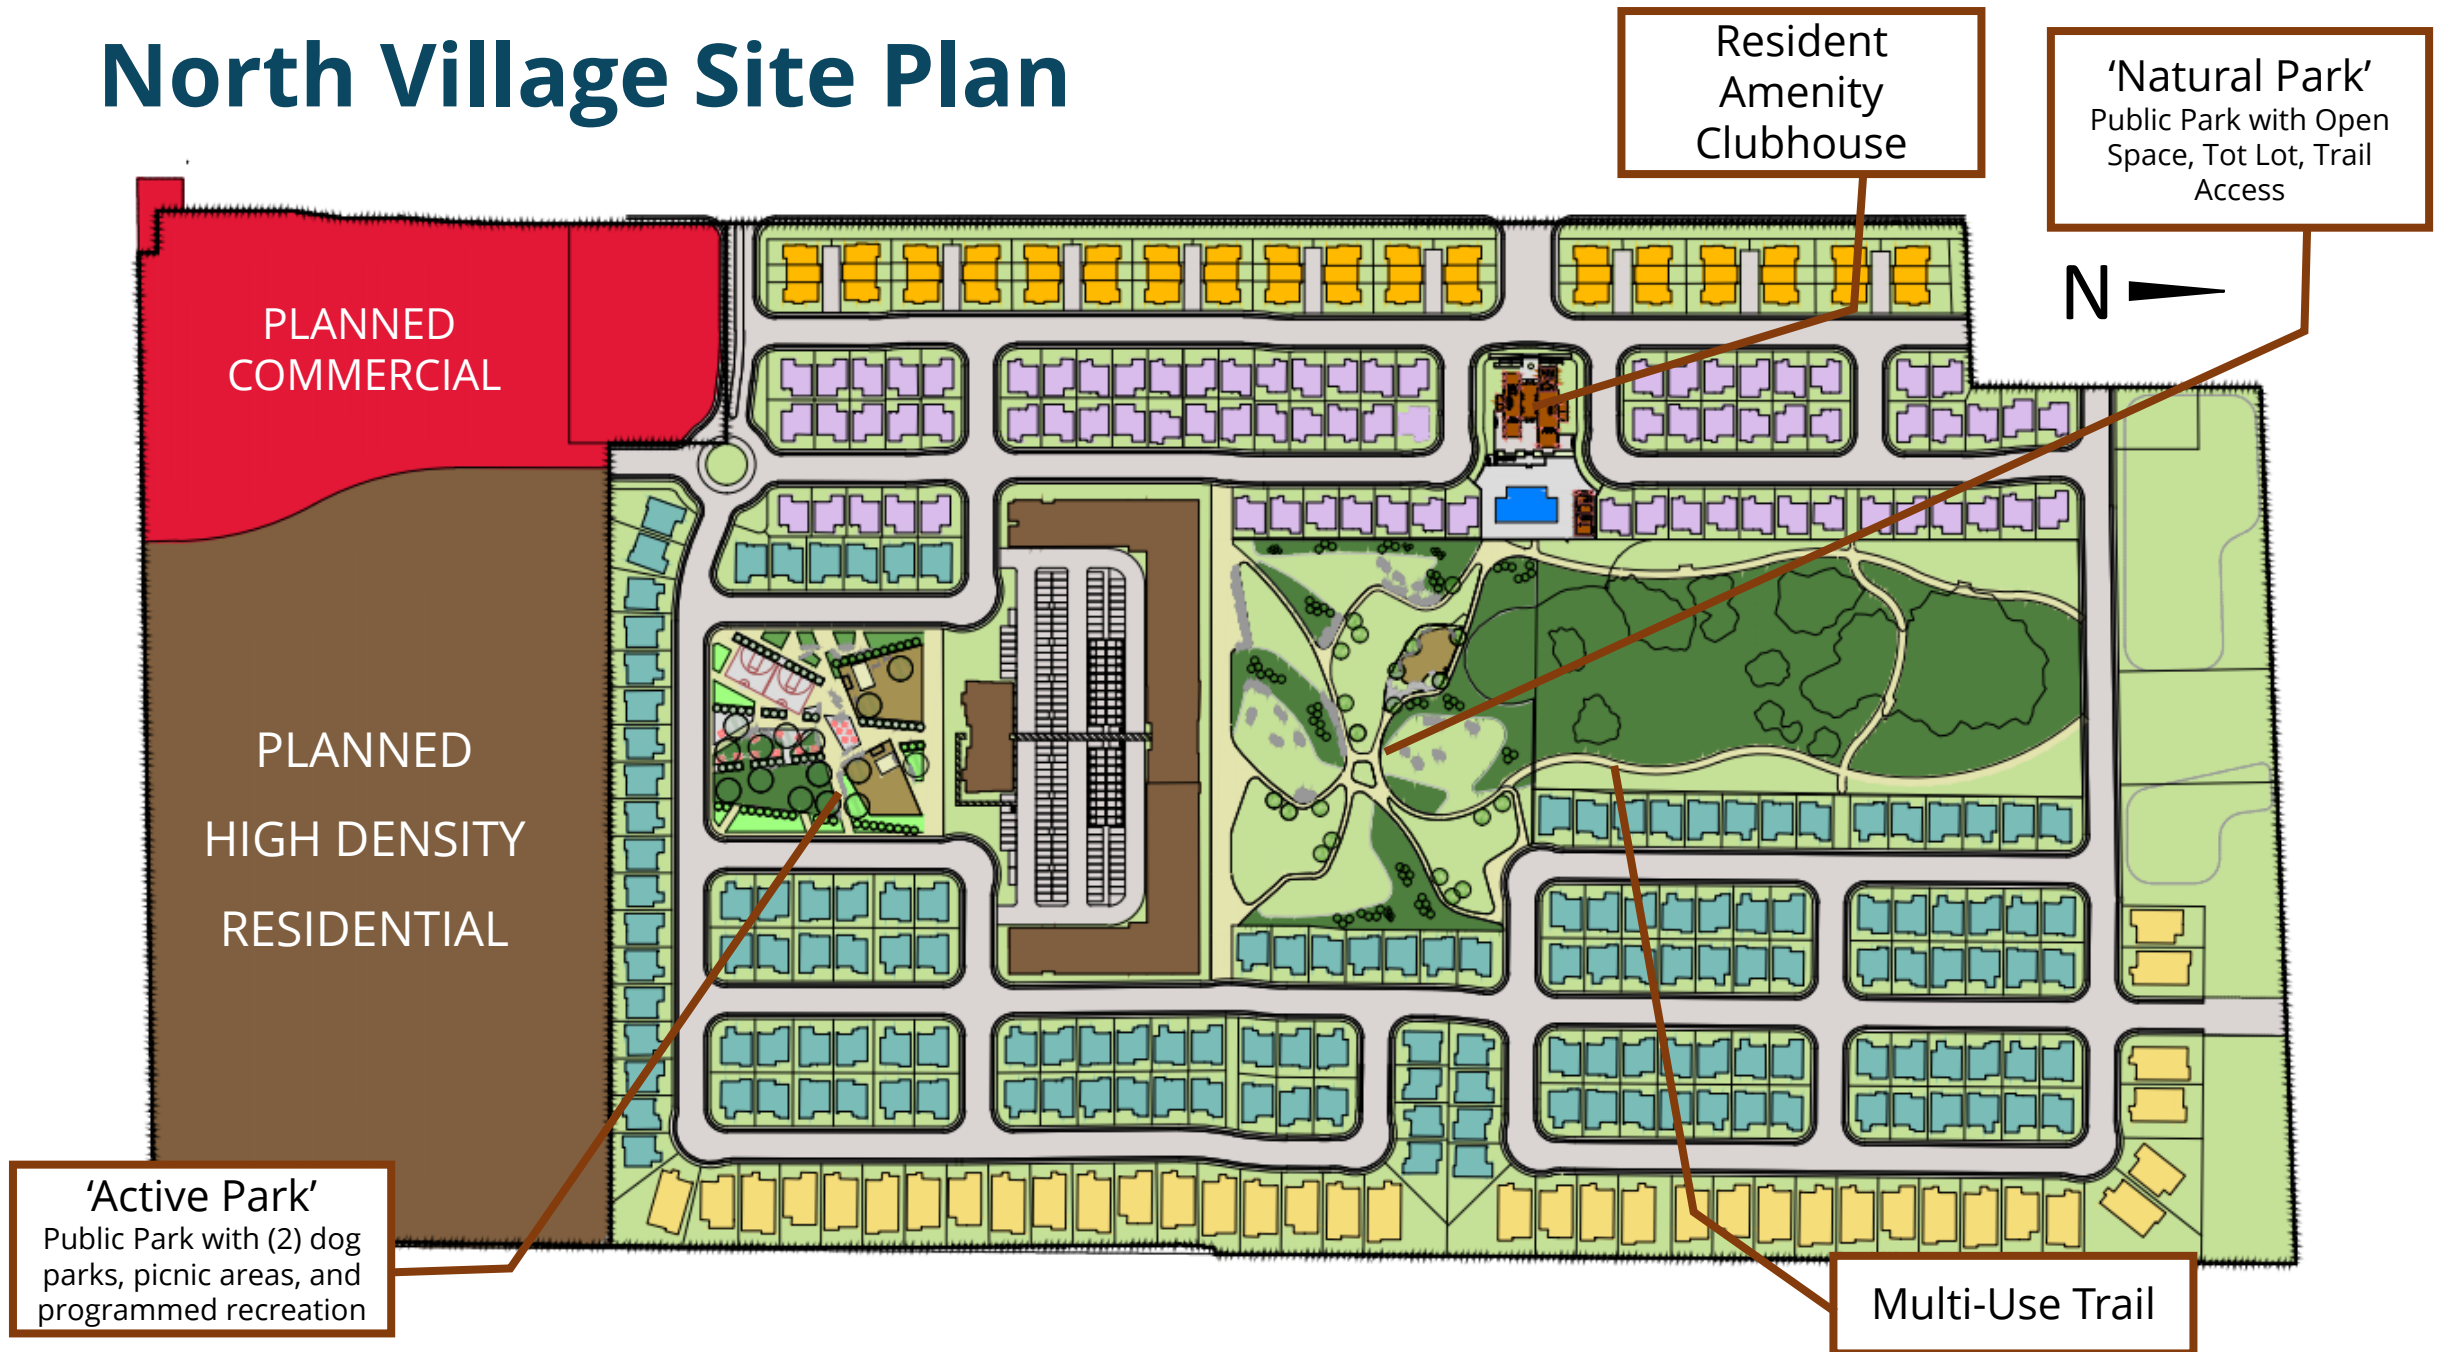 North Village Site Plan
Resident
Amenity
Clubhouse
‘Natural Park’
Public Park with Open
Space, Tot Lot, Trail
Access
N
PLANNED
COMMERCIAL
PLANNED
HIGH DENSITY
RESIDENTIAL
‘Active Park’
Public Park with (2) dog
parks, picnic areas, and
programmed recreation
Multi-Use Trail